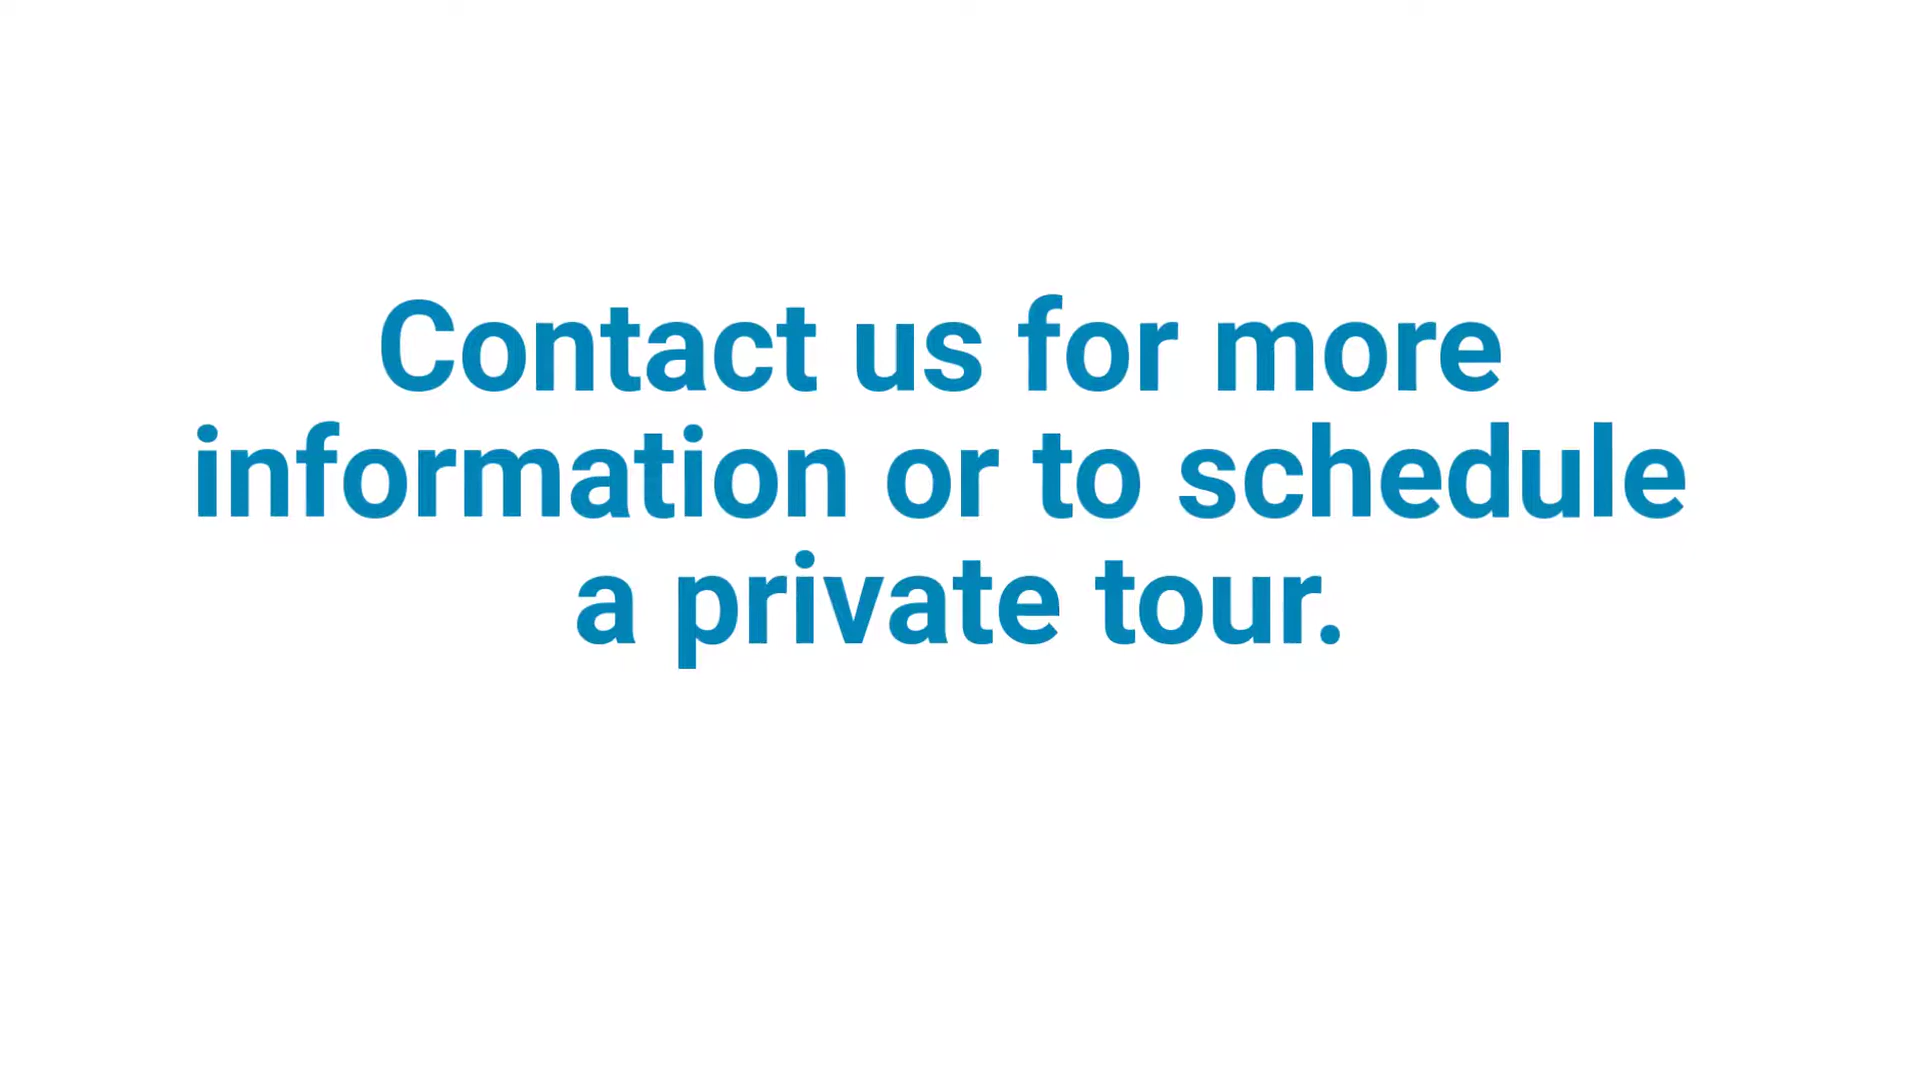 Contact us for more
information or to schedule
a private tour.